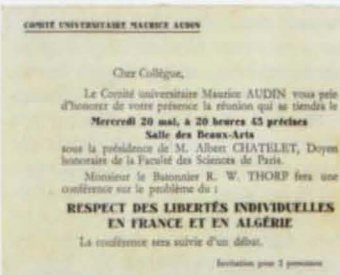 COMITÉ UNIVERSITAIRE MAURICE AUDIN
Cher Collègue,
Le Comité universitaire Maurice AUDIN vous prie
d'honorer de votre présence la réunion qui se tiendra le
Mercredi 20 mai, à 20 heures 45 précises
Salle des Beaux-Arts
sous la présidence de M. Albert CHATELET, Doyen
honoraire de la Faculté des Sciences de Paris.
Monsieur le Batonnier R. W. THORP fera une
conférence sur le problème du :
RESPECT DES LIBERTÉS INDIVIDUELLES
EN FRANCE ET EN ALGÉRIE
La conférence sera suivie d'un débat.
Invitation pour 2 personnes